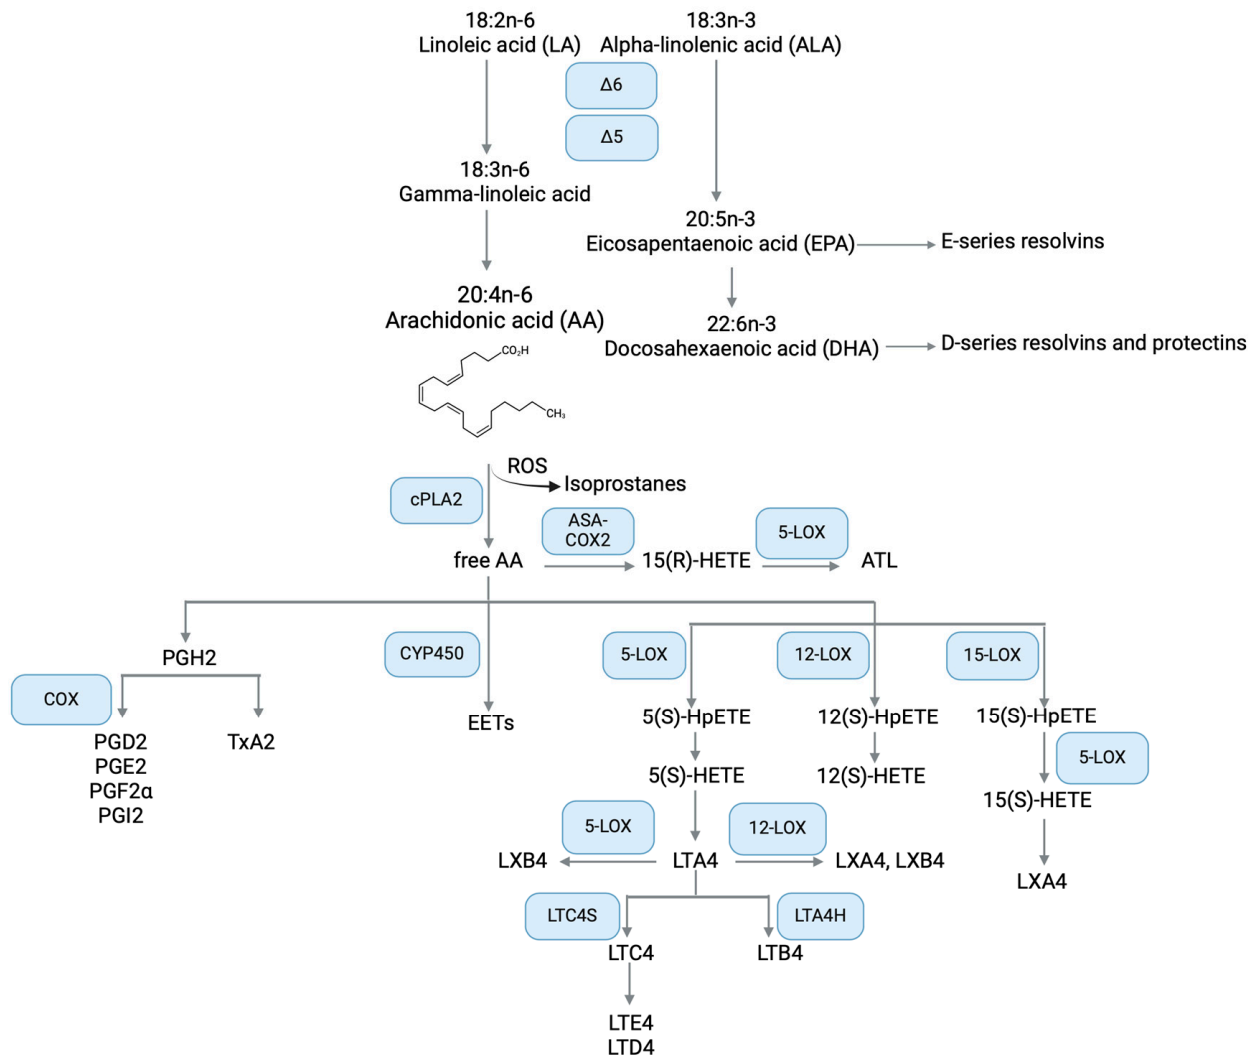 18:2n-6
Linoleic acid (LA)
18:3n-3
Alpha-linolenic acid (ALA)
Δ6
Δ5
18:3n-6
Gamma-linoleic acid
20:5n-3
Eicosapentaenoic acid (EPA)
E-series resolvins
20:4n-6
Arachidonic acid (AA)
22:6n-3
Docosahexaenoic acid (DHA)
D-series resolvins and protectins
CO₂H
CH₃
ROS
Isoprostanes
cPLA2
ASA-
COX2
5-LOX
free AA
15(R)-HETE
ATL
PGH2
CYP450
5-LOX
12-LOX
15-LOX
COX
EETs
5(S)-HpETE
12(S)-HpETE
15(S)-HpETE
PGD2
PGE2
PGF2α
PGI2
TxA2
5-LOX
5(S)-HETE
12(S)-HETE
15(S)-HETE
5-LOX
12-LOX
LXB4
LTA4
LXA4, LXB4
LXA4
LTC4S
LTA4H
LTC4
LTB4
LTE4
LTD4